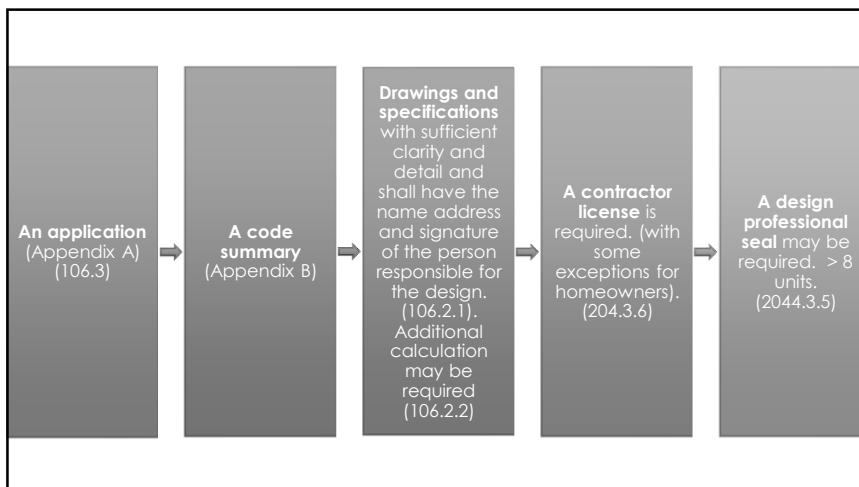 An application
(Appendix A)
(106.3)
A code
summary
(Appendix B)
Drawings and
specifications
with sufficient
clarity and
detail and
shall have the
name address
and signature
of the person
responsible for
the design.
(106.2.1).
Additional
calculation
may be
required
(106.2.2)
A contractor
license is
required. (with
some
exceptions for
homeowners).
(204.3.6)
A design
professional
seal may be
required.  > 8
units.
(2044.3.5)